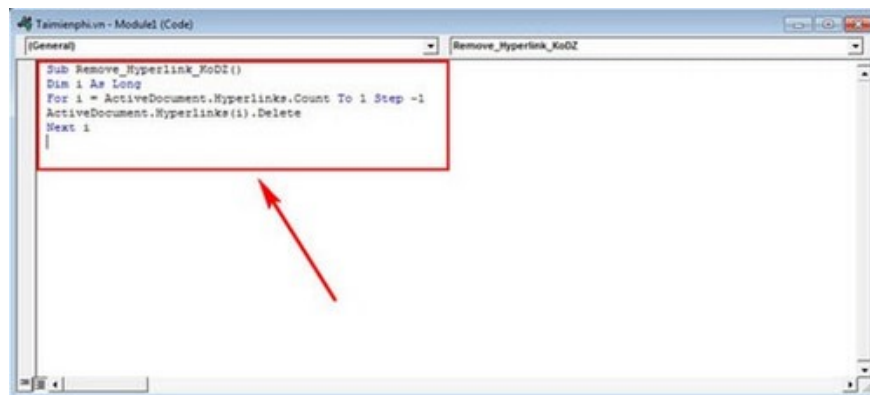 Taimienphi.vn - Module1 (Code)
(General)
Remove_Hyperlink_KoDZ
Sub Remove_Hyperlink_KoDZ()
Dim i As Long
For i = ActiveDocument.Hyperlinks.Count To 1 Step -1
ActiveDocument.Hyperlinks(i).Delete
Next i